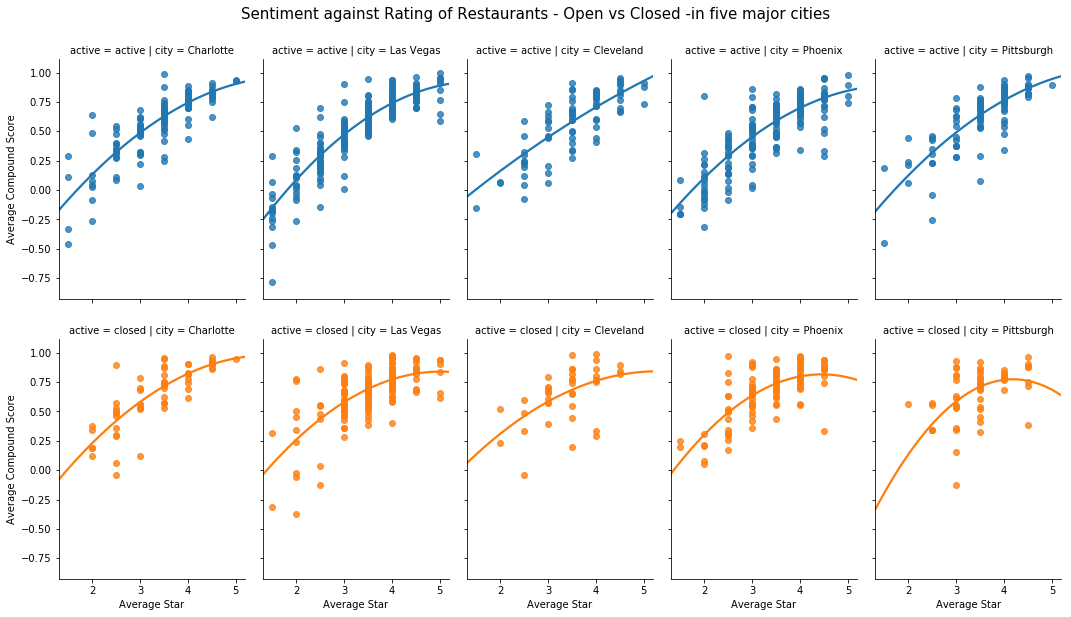 Sentiment against Rating of Restaurants - Open vs Closed -in five major cities
active = active | city = Charlotte
active = active | city = Las Vegas
active = active | city = Cleveland
active = active | city = Phoenix
active = active | city = Pittsburgh
Average Compound Score
1.00
0.75
0.50
0.25
0.00
−0.25
−0.50
−0.75
active = closed | city = Charlotte
active = closed | city = Las Vegas
active = closed | city = Cleveland
active = closed | city = Phoenix
active = closed | city = Pittsburgh
Average Compound Score
1.00
0.75
0.50
0.25
0.00
−0.25
−0.50
−0.75
2 3 4 5
2 3 4 5
2 3 4 5
2 3 4 5
2 3 4 5
Average Star
Average Star
Average Star
Average Star
Average Star